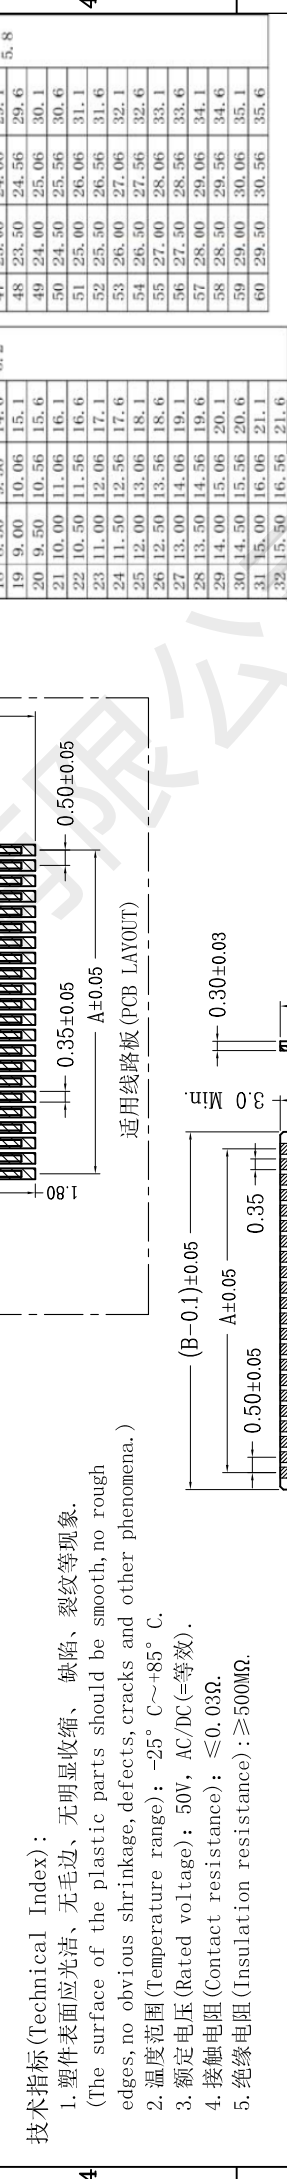 技术指标(Technical Index):
1. 塑件表面应光洁、无毛边、无明显收缩、 缺陷、裂纹等现象.
(The surface of the plastic parts should be smooth,no rough
edges,no obvious shrinkage,defects,cracks and other phenomena.)
2. 温度范围(Temperature range): -25° C～+85° C.
3. 额定电压(Rated voltage): 50V, AC/DC(=等效).
4. 接触电阻(Contact resistance): ≤0.03Ω.
5. 绝缘电阻(Insulation resistance):≥500MΩ.
1.80
0.35±0.05
0.50±0.05
A±0.05
适用线路板(PCB LAYOUT)
(B-0.1)±0.05
A±0.05
0.50±0.05
0.35
3.0 Min.
0.30±0.03
19 9.00 10.06 15.1
20 9.50 10.56 15.6
21 10.00 11.06 16.1
22 10.50 11.56 16.6
23 11.00 12.06 17.1
24 11.50 12.56 17.6
25 12.00 13.06 18.1
26 12.50 13.56 18.6
27 13.00 14.06 19.1
28 13.50 14.56 19.6
29 14.00 15.06 20.1
30 14.50 15.56 20.6
31 15.00 16.06 21.1
32 15.50 16.56 21.6
5.8
48 23.50 24.56 29.6
49 24.00 25.06 30.1
50 24.50 25.56 30.6
51 25.00 26.06 31.1
52 25.50 26.56 31.6
53 26.00 27.06 32.1
54 26.50 27.56 32.6
55 27.00 28.06 33.1
56 27.50 28.56 33.6
57 28.00 29.06 34.1
58 28.50 29.56 34.6
59 29.00 30.06 35.1
60 29.50 30.56 35.6
4
4
有限公